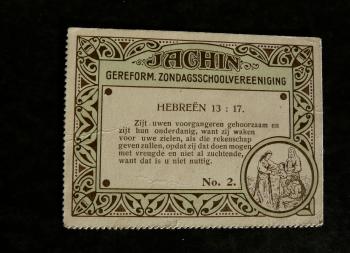 JACHIN
GEREFORM. ZONDAGSSCHOOLVEREENIGING
HEBREËN 13 : 17.
Zijt uwen voorgangeren gehoorzaam en
zijt hun onderdanig, want zij waken
voor uwe zielen, als die rekenschap
geven zullen, opdat zij dat doen mogen
met vreugde en niet al zuchtende,
want dat is u niet nuttig.
No. 2.